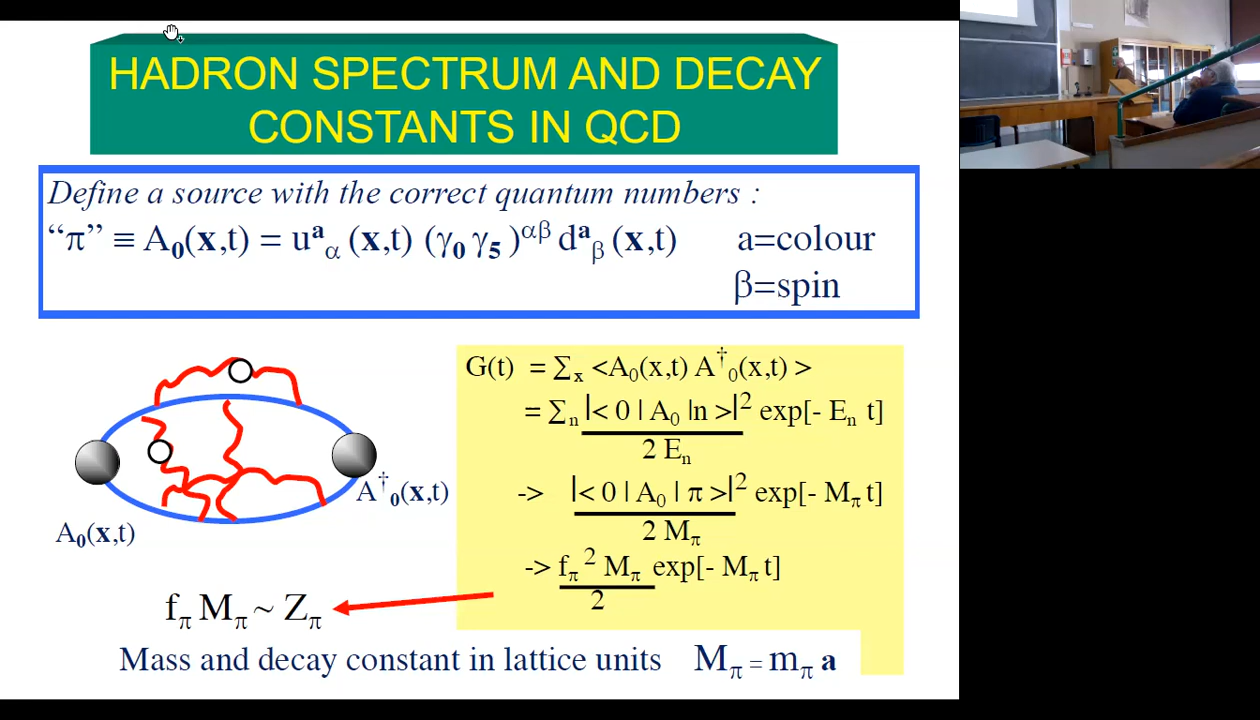 HADRON SPECTRUM AND DECAY
CONSTANTS IN QCD
Define a source with the correct quantum numbers :
“π” ≡ A₀(x,t) = uᵃ_α (x,t) (γ₀ γ₅ )^αβ dᵃ_β (x,t) a=colour
β=spin
G(t) = Σₓ <A₀(x,t) A†₀(x,t) >
= Σₙ |< 0 | A₀ |n >|² exp[- Eₙ t]
2 Eₙ
-> |< 0 | A₀ | π >|² exp[- M_π t]
2 M_π
-> f_π² M_π exp[- M_π t]
2
A†₀(x,t)
A₀(x,t)
f_π M_π ~ Z_π
Mass and decay constant in lattice units M_π = m_π a